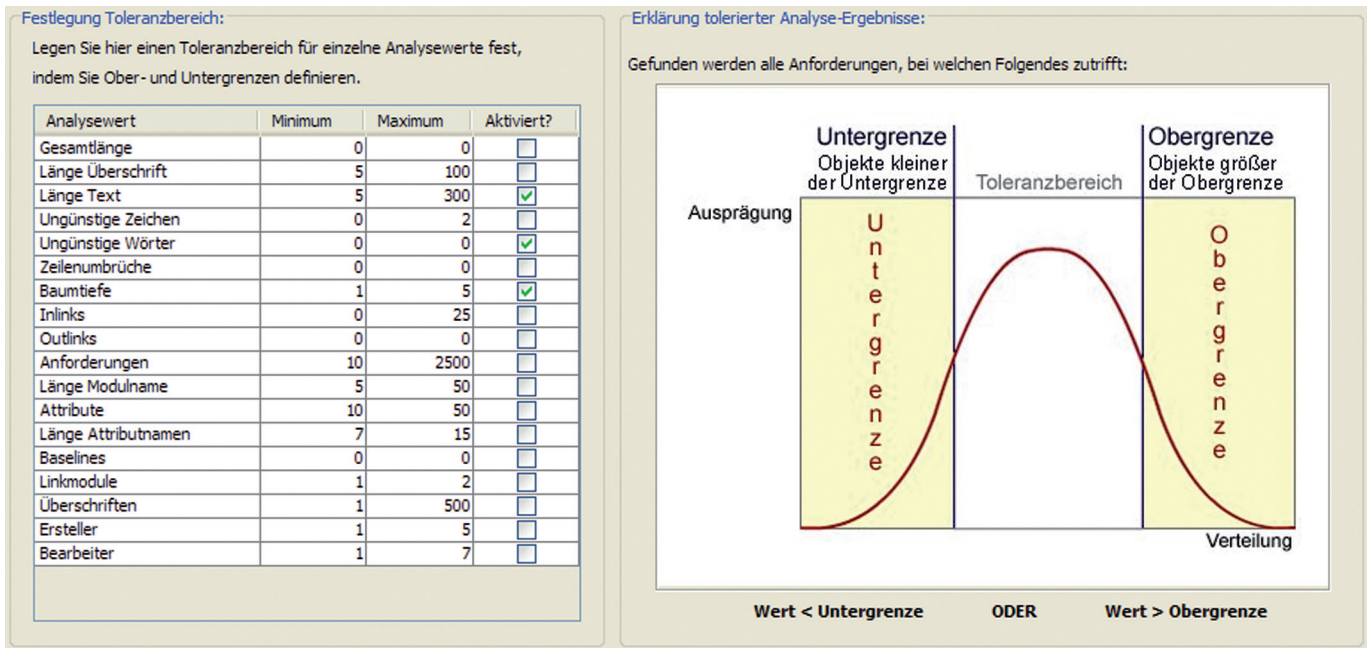 Festlegung Toleranzbereich:
Legen Sie hier einen Toleranzbereich für einzelne Analysewerte fest,
indem Sie Ober- und Untergrenzen definieren.
Analysewert Minimum Maximum Aktiviert?
Gesamtlänge 0 0
Länge Überschrift 5 100
Länge Text 5 300
Ungünstige Zeichen 0 2
Ungünstige Wörter 0 0
Zeilenumbrüche 0 0
Baumtiefe 1 5
Inlinks 0 25
Outlinks 0 0
Anforderungen 10 2500
Länge Modulname 5 50
Attribute 10 50
Länge Attributnamen 7 15
Baselines 0 0
Linkmodule 1 2
Überschriften 1 500
Ersteller 1 5
Bearbeiter 1 7
Erklärung tolerierter Analyse-Ergebnisse:
Gefunden werden alle Anforderungen, bei welchen Folgendes zutrifft:
Untergrenze
Objekte kleiner
der Untergrenze
Toleranzbereich
Obergrenze
Objekte größer
der Obergrenze
Ausprägung
Untergrenze
Obergrenze
Verteilung
Wert < Untergrenze ODER Wert > Obergrenze